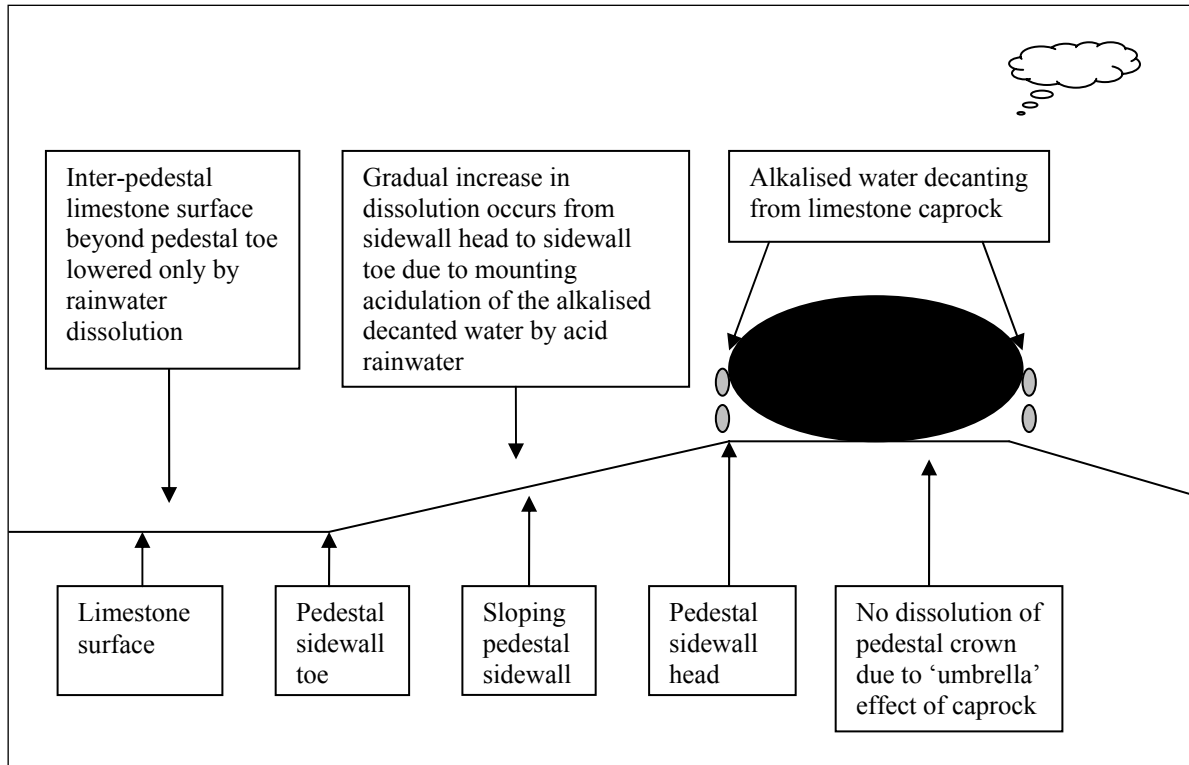 Inter-pedestal
limestone surface
beyond pedestal toe
lowered only by
rainwater
dissolution
Gradual increase in
dissolution occurs from
sidewall head to sidewall
toe due to mounting
acidulation of the alkalised
decanted water by acid
rainwater
Alkalised water decanting
from limestone caprock
Limestone
surface
Pedestal
sidewall
toe
Sloping
pedestal
sidewall
Pedestal
sidewall
head
No dissolution of
pedestal crown
due to ‘umbrella’
effect of caprock